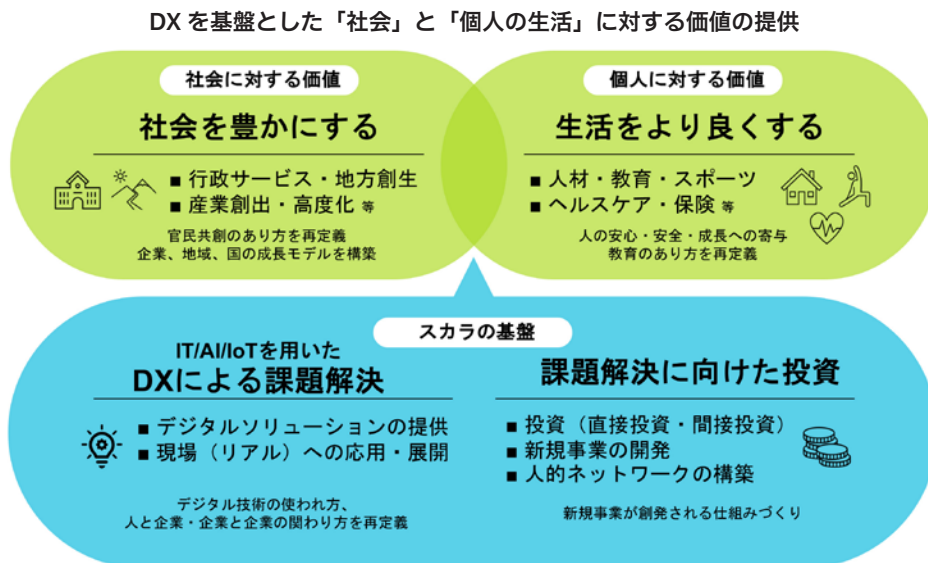 DX を基盤とした「社会」と「個人の生活」に対する価値の提供
社会に対する価値
社会を豊かにする
■ 行政サービス・地方創生
■ 産業創出・高度化 等
官民共創のあり方を再定義
企業、地域、国の成長モデルを構築
個人に対する価値
生活をより良くする
■ 人材・教育・スポーツ
■ ヘルスケア・保険 等
人の安心・安全・成長への寄与
教育のあり方を再定義
スカラの基盤
IT/AI/IoTを用いた
DXによる課題解決
■ デジタルソリューションの提供
■ 現場（リアル）への応用・展開
デジタル技術の使われ方、
人と企業・企業と企業の関わり方を再定義
課題解決に向けた投資
■ 投資（直接投資・間接投資）
■ 新規事業の開発
■ 人的ネットワークの構築
新規事業が創発される仕組みづくり